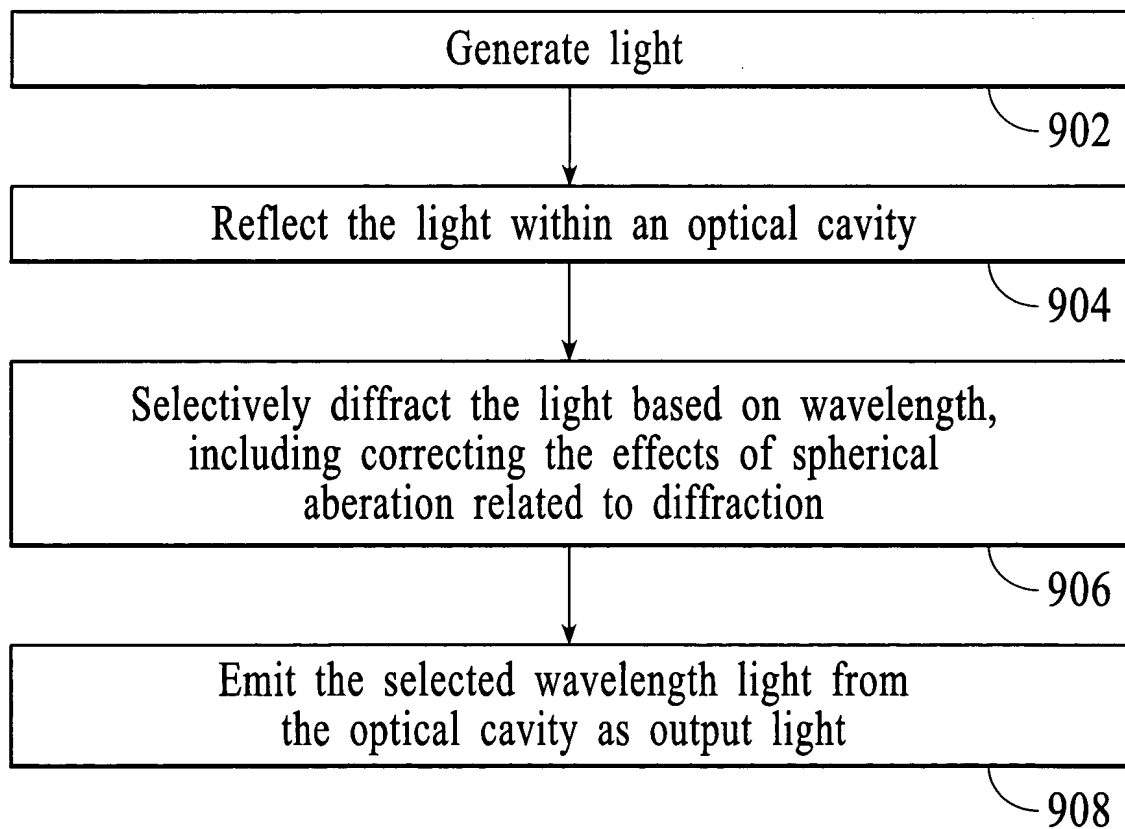 Generate light
902
Reflect the light within an optical cavity
904
Selectively diffract the light based on wavelength,
including correcting the effects of spherical
aberation related to diffraction
906
Emit the selected wavelength light from
the optical cavity as output light
908